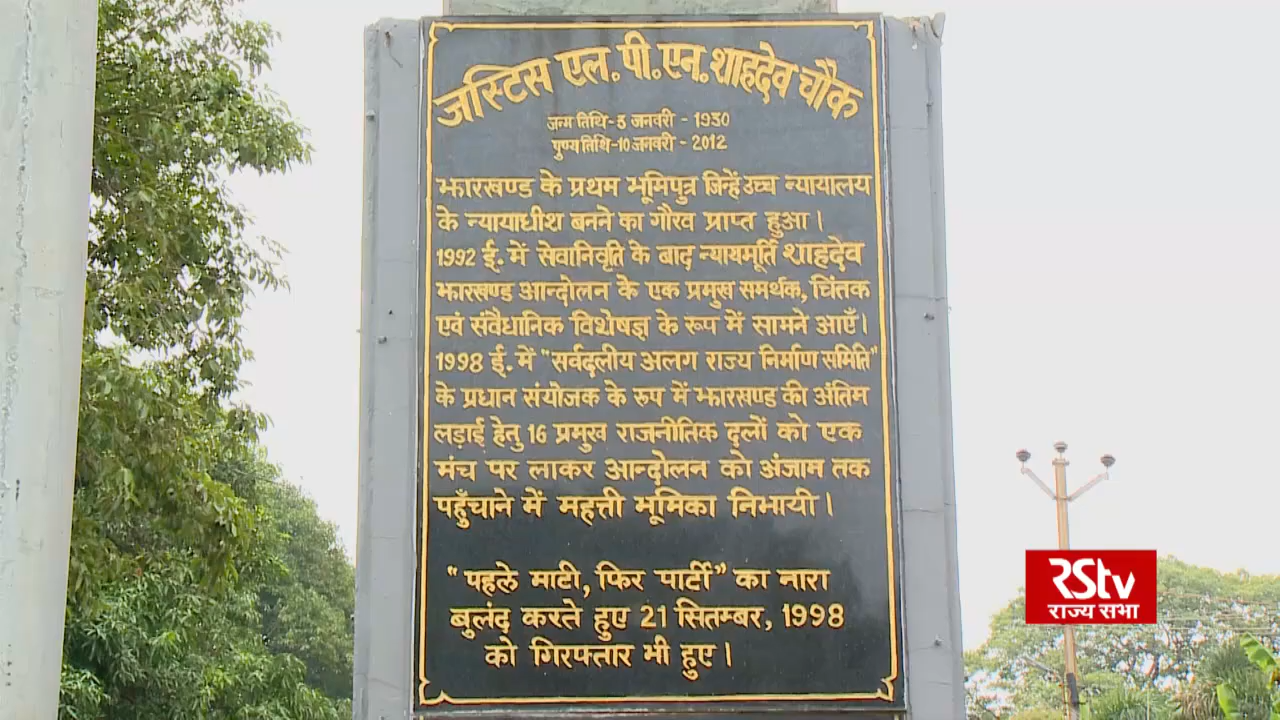 जस्टिस एल. पी. एन. शाहदेव चौक
जन्म तिथि - 3 जनवरी - 1930
पुण्य तिथि - 10 जनवरी - 2012
झारखण्ड के प्रथम भूमिपुत्र जिन्हें उच्च न्यायालय
के न्यायाधीश बनने का गौरव प्राप्त हुआ।
1992 ई. में सेवानिवृति के बाद न्यायमूर्ति शाहदेव
झारखण्ड आन्दोलन के एक प्रमुख समर्थक, चिंतक
एवं संवैधानिक विशेषज्ञ के रूप में सामने आएँ।
1998 ई. में "सर्वदलीय अलग राज्य निर्माण समिति"
के प्रधान संयोजक के रुप में झारखण्ड की अंतिम
लड़ाई हेतु 16 प्रमुख राजनीतिक दलों को एक
मंच पर लाकर आन्दोलन को अंजाम तक
पहुँचाने में महत्ती भूमिका निभायी।
"पहले माटी, फिर पार्टी" का नारा
बुलंद करते हुए 21 सितम्बर, 1998
को गिरफ्तार भी हुए।
RStv
राज्य सभा